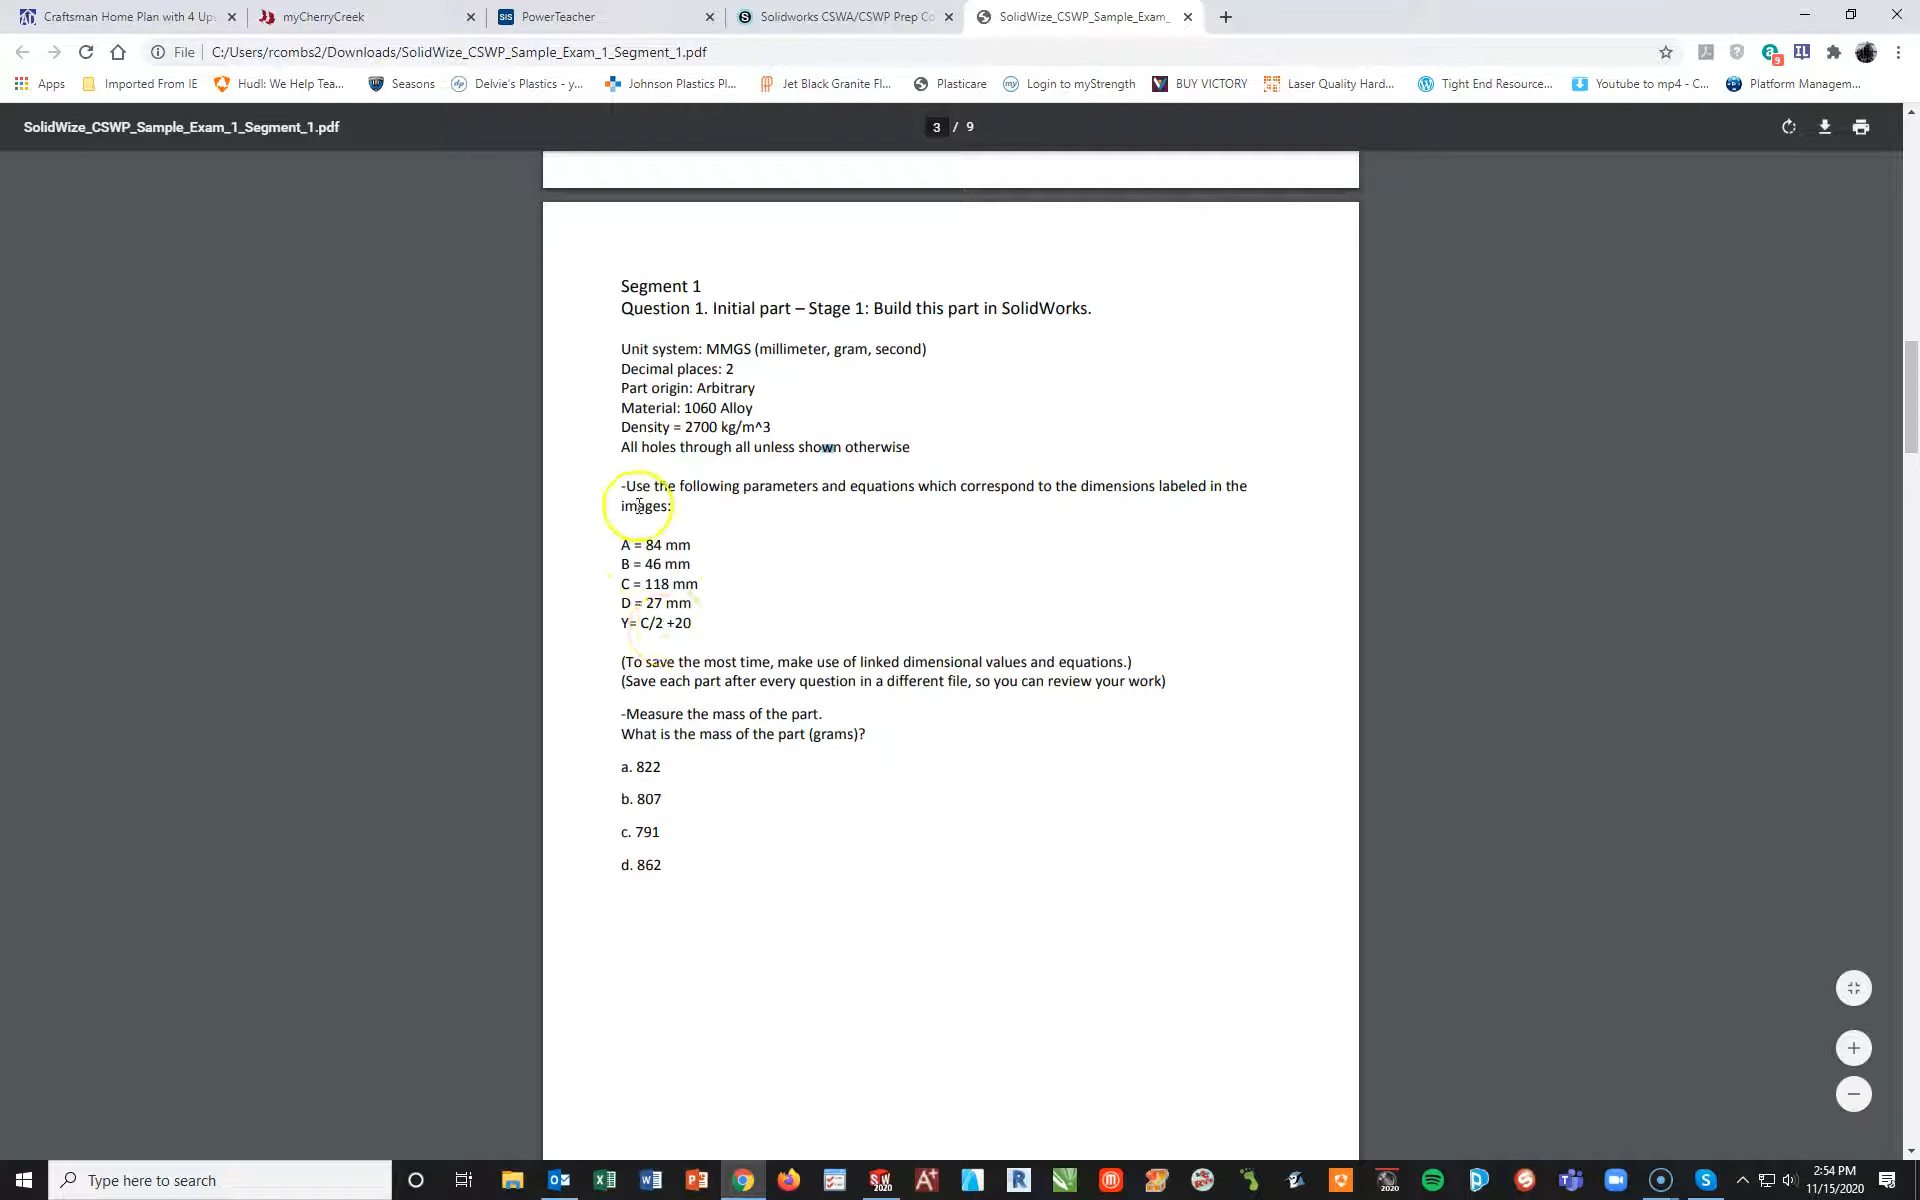 Craftsman Home Plan with 4 Up
myCherryCreek
PowerTeacher
Solidworks CSWA/CSWP Prep Co
SolidWize_CSWP_Sample_Exam_
File
C:/Users/rcombs2/Downloads/SolidWize_CSWP_Sample_Exam_1_Segment_1.pdf
Apps
Imported From IE
Hudl: We Help Tea...
Seasons
Delvie's Plastics - y...
Johnson Plastics Pl...
Jet Black Granite Fl...
Plasticare
Login to myStrength
BUY VICTORY
Laser Quality Hard...
Tight End Resource...
Youtube to mp4 - C...
Platform Managem...
SolidWize_CSWP_Sample_Exam_1_Segment_1.pdf
3 / 9
Segment 1
Question 1. Initial part – Stage 1: Build this part in SolidWorks.
Unit system: MMGS (millimeter, gram, second)
Decimal places: 2
Part origin: Arbitrary
Material: 1060 Alloy
Density = 2700 kg/m^3
All holes through all unless shown otherwise
-Use the following parameters and equations which correspond to the dimensions labeled in the
images:
A = 84 mm
B = 46 mm
C = 118 mm
D = 27 mm
Y= C/2 +20
(To save the most time, make use of linked dimensional values and equations.)
(Save each part after every question in a different file, so you can review your work)
-Measure the mass of the part.
What is the mass of the part (grams)?
a. 822
b. 807
c. 791
d. 862
Type here to search
2:54 PM
11/15/2020